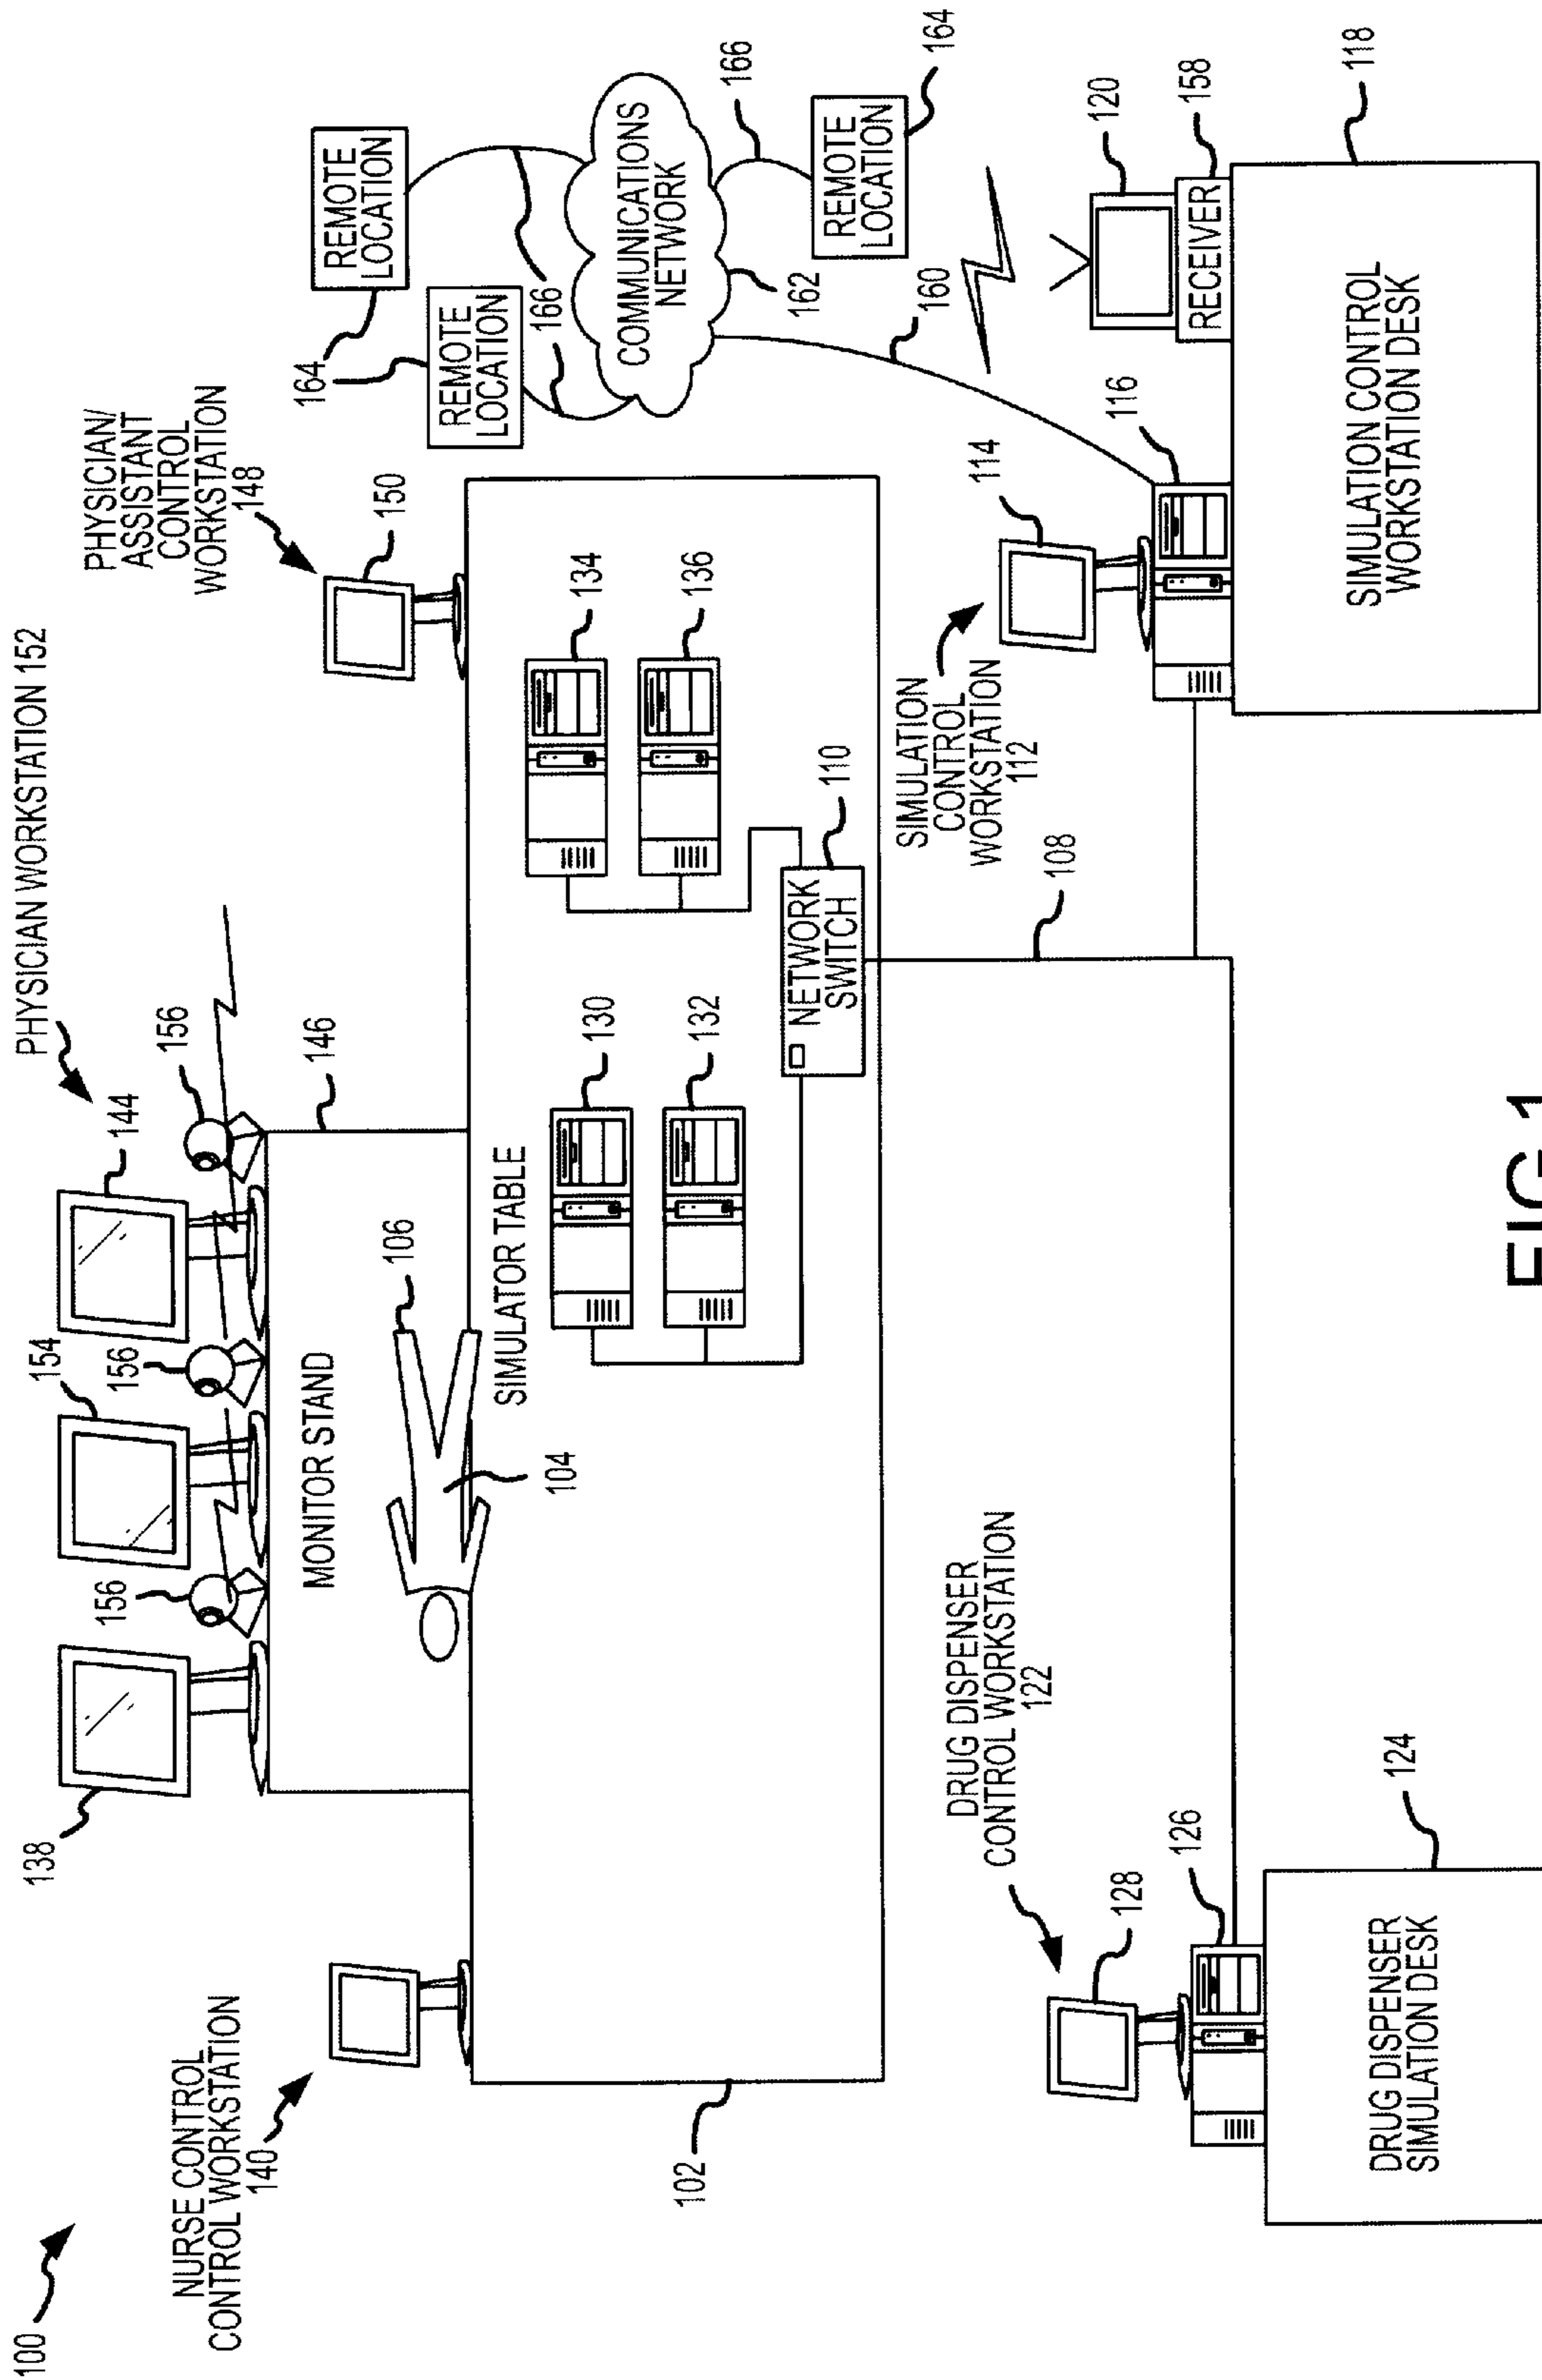 100
NURSE CONTROL
CONTROL WORKSTATION
140
138
156
154
156
144
156
PHYSICIAN WORKSTATION 152
146
MONITOR STAND
106
104
SIMULATOR TABLE
102
130
132
134
136
NETWORK
SWITCH
110
108
PHYSICIAN/
ASSISTANT
CONTROL
WORKSTATION
148
150
164
REMOTE
LOCATION
REMOTE
LOCATION
166
166
COMMUNICATIONS
NETWORK
162
166
REMOTE
LOCATION
164
160
DRUG DISPENSER
CONTROL WORKSTATION
122
128
126
124
DRUG DISPENSER
SIMULATION DESK
SIMULATION
CONTROL
WORKSTATION
112
114
116
120
RECEIVER
158
118
SIMULATION CONTROL
WORKSTATION DESK
FIG.1